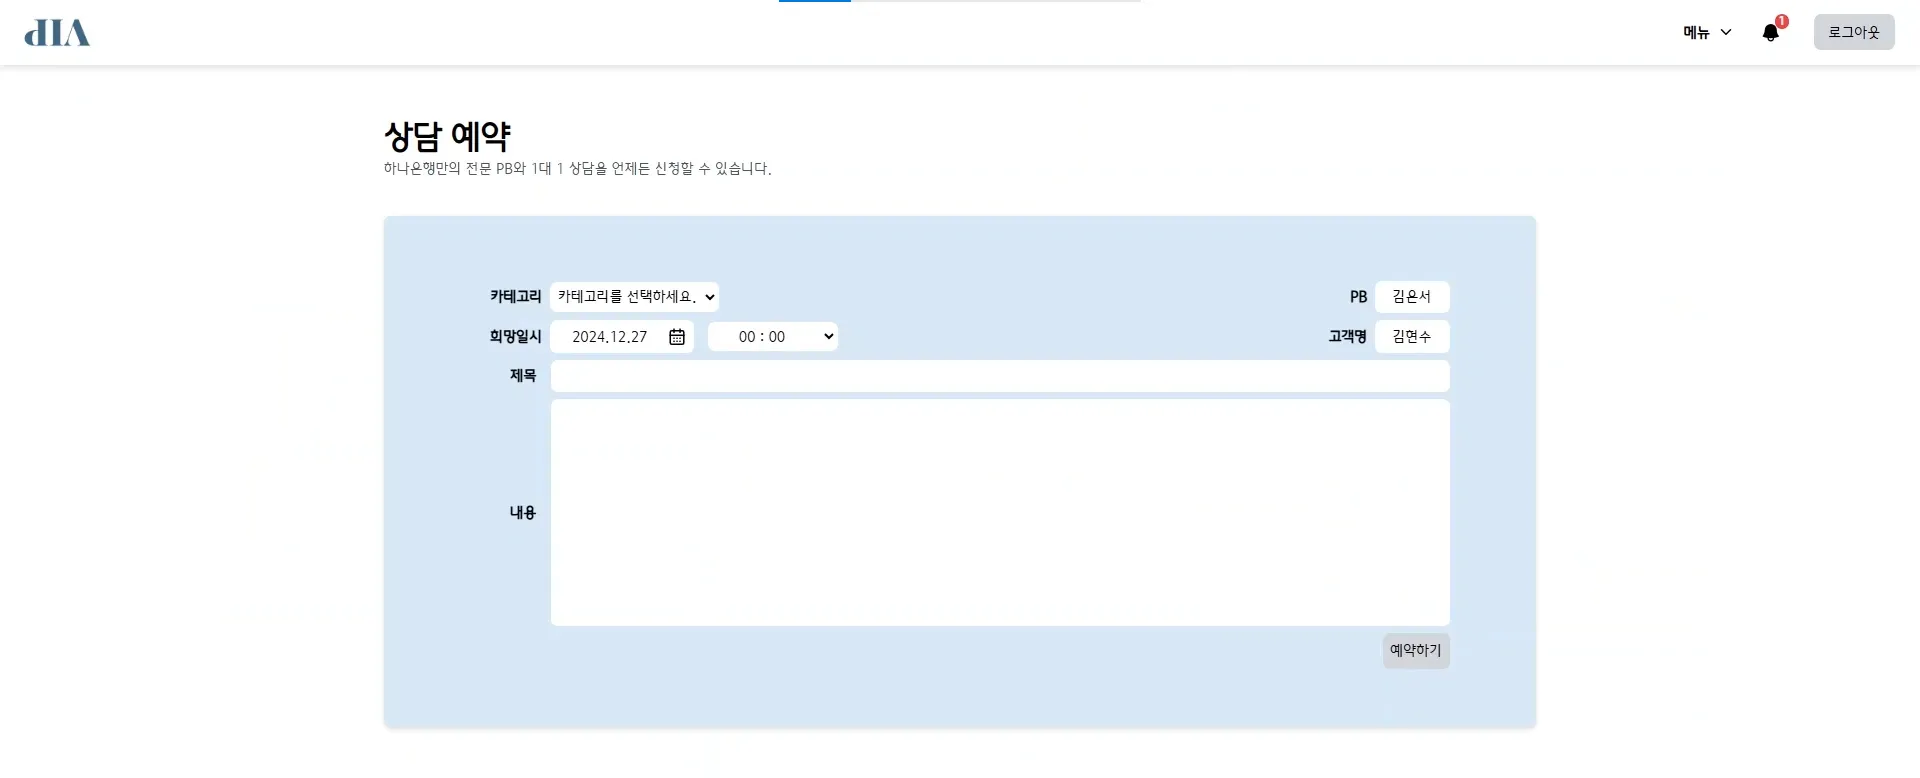 VIP
메뉴
1
로그아웃
상담 예약
하나은행만의 전문 PB와 1대 1 상담을 언제든 신청할 수 있습니다.
카테고리 카테고리를 선택하세요. PB 김은서
희망일시 2024.12.27 00 : 00 고객명 김현수
제목
내용
예약하기